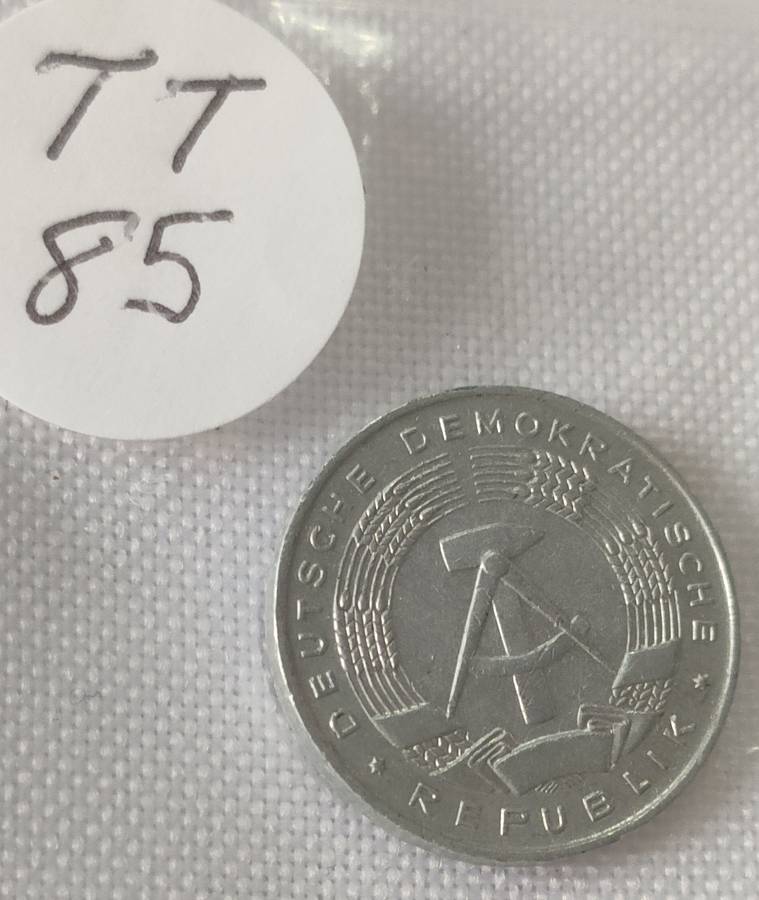 TT
85
DEUTSCHE DEMOKRATISCHE
* REPUBLIK *